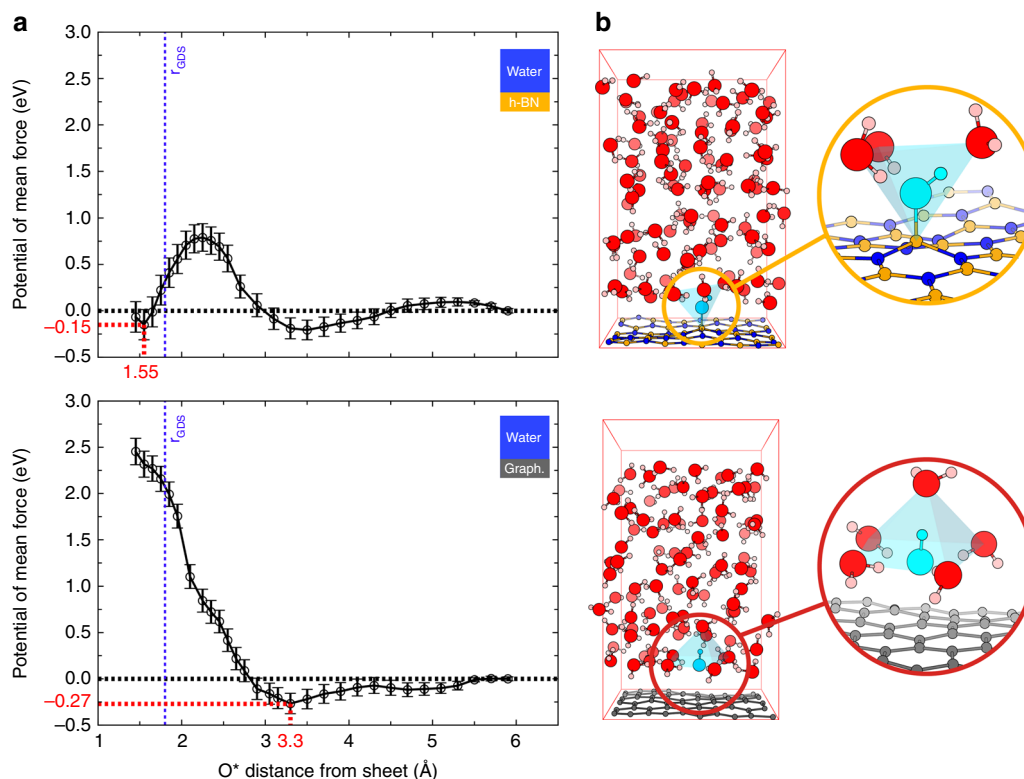 a
b
3.0
2.5
2.0
1.5
1.0
0.5
0.0
−0.15
−0.5
Potential of mean force (eV)
r_GDS
Water
h-BN
1.55
3.0
2.5
2.0
1.5
1.0
0.5
0.0
−0.27
−0.5
Potential of mean force (eV)
r_GDS
Water
Graph.
3.3
1 2 3 4 5 6
O* distance from sheet (Å)